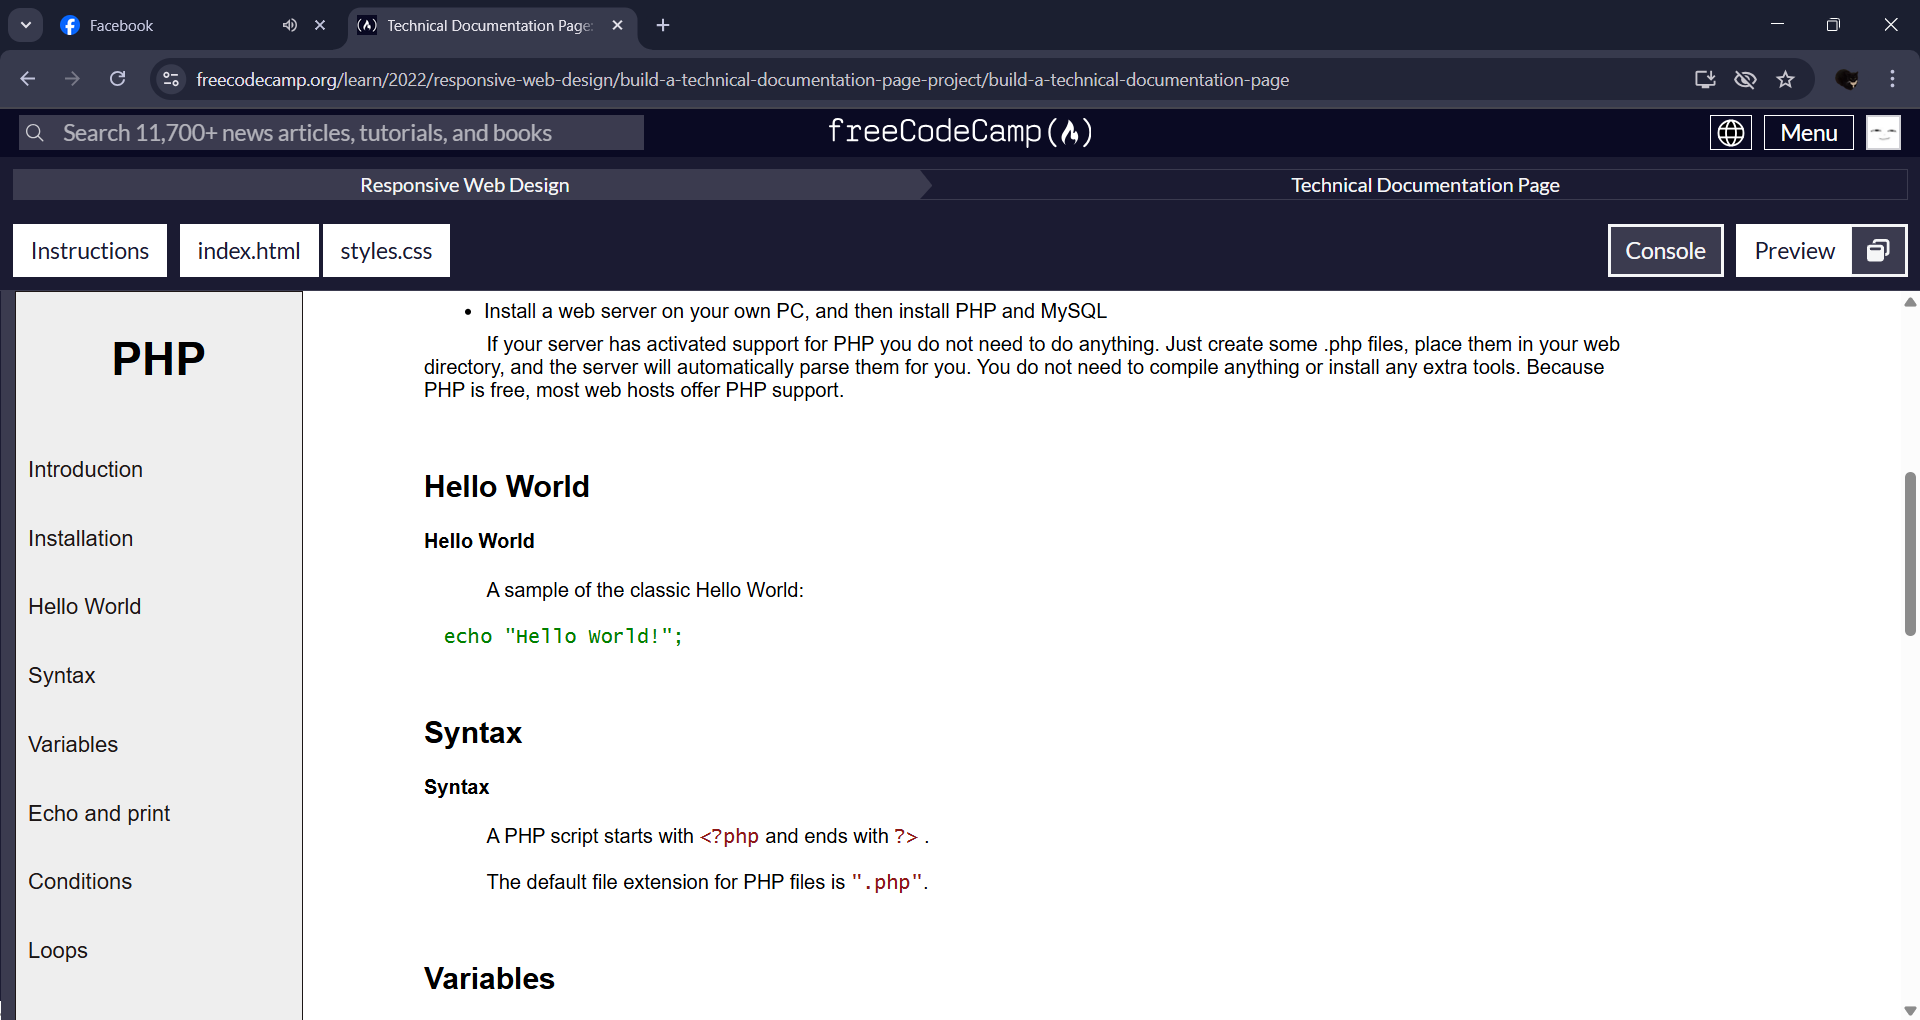 Facebook
Technical Documentation Page:
freecodecamp.org/learn/2022/responsive-web-design/build-a-technical-documentation-page-project/build-a-technical-documentation-page
Search 11,700+ news articles, tutorials, and books
freeCodeCamp
Menu
Responsive Web Design
Technical Documentation Page
Instructions
index.html
styles.css
Console
Preview
PHP
Introduction
Installation
Hello World
Syntax
Variables
Echo and print
Conditions
Loops
• Install a web server on your own PC, and then install PHP and MySQL
If your server has activated support for PHP you do not need to do anything. Just create some .php files, place them in your web
directory, and the server will automatically parse them for you. You do not need to compile anything or install any extra tools. Because
PHP is free, most web hosts offer PHP support.
Hello World
Hello World
A sample of the classic Hello World:
echo "Hello World!";
Syntax
Syntax
A PHP script starts with <?php and ends with ?> .
The default file extension for PHP files is ".php".
Variables